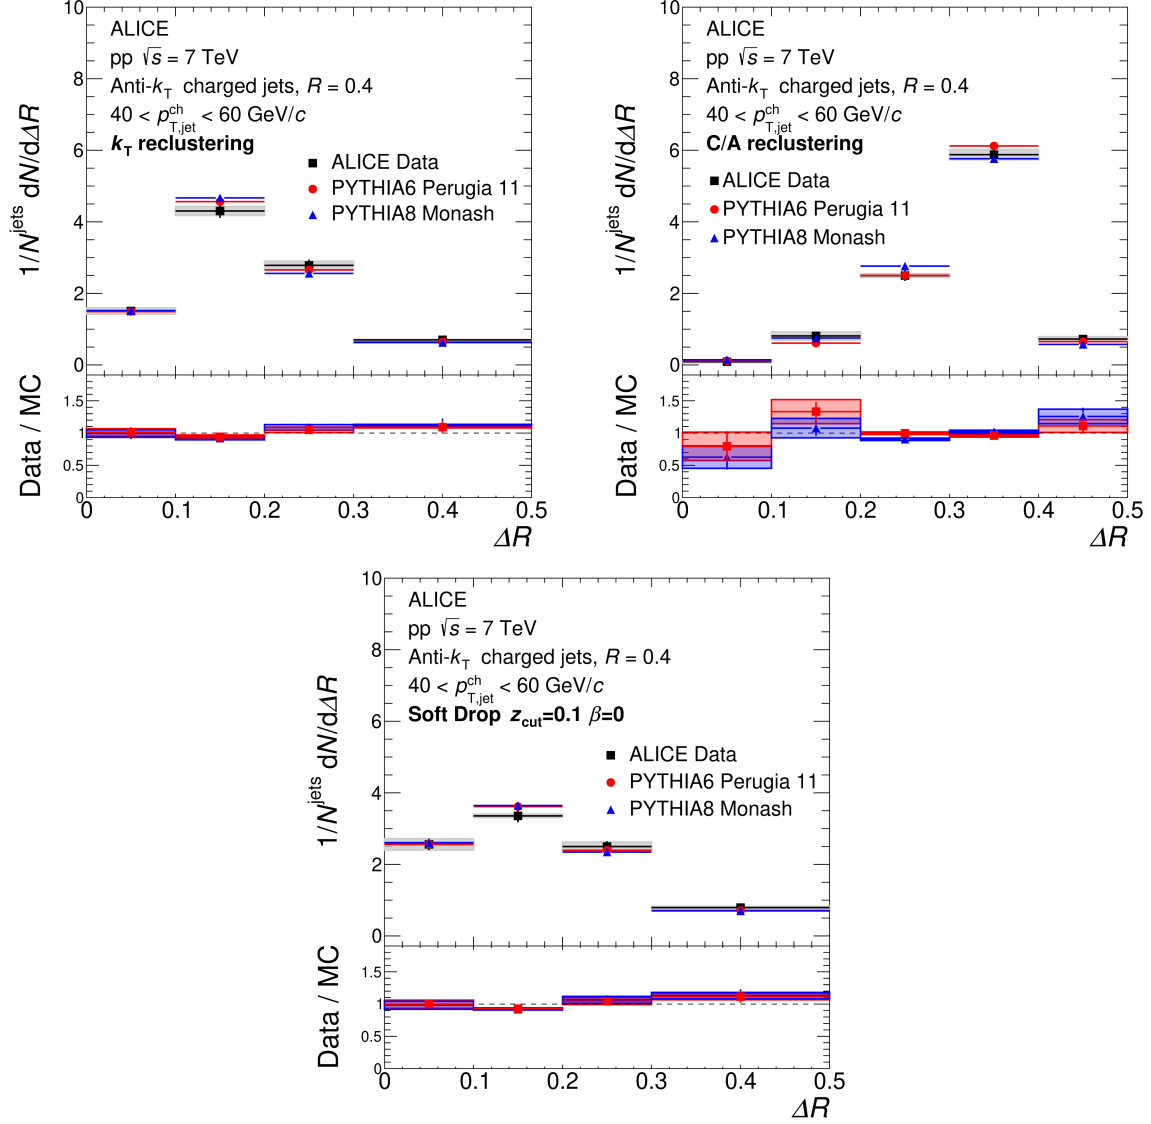 ALICE
pp √s = 7 TeV
Anti-kT charged jets, R = 0.4
40 < p^ch_T,jet < 60 GeV/c
kT reclustering
ALICE Data
PYTHIA6 Perugia 11
PYTHIA8 Monash
1/N^jets dN/dΔR
10
8
6
4
2
0
Data / MC
1.5
1
0.5
0
0 0.1 0.2 0.3 0.4 0.5
ΔR
ALICE
pp √s = 7 TeV
Anti-kT charged jets, R = 0.4
40 < p^ch_T,jet < 60 GeV/c
C/A reclustering
ALICE Data
PYTHIA6 Perugia 11
PYTHIA8 Monash
1/N^jets dN/dΔR
10
8
6
4
2
0
Data / MC
1.5
1
0.5
0
0 0.1 0.2 0.3 0.4 0.5
ΔR
ALICE
pp √s = 7 TeV
Anti-kT charged jets, R = 0.4
40 < p^ch_T,jet < 60 GeV/c
Soft Drop zcut=0.1 β=0
ALICE Data
PYTHIA6 Perugia 11
PYTHIA8 Monash
1/N^jets dN/dΔR
10
8
6
4
2
0
Data / MC
1.5
1
0.5
0
0 0.1 0.2 0.3 0.4 0.5
ΔR